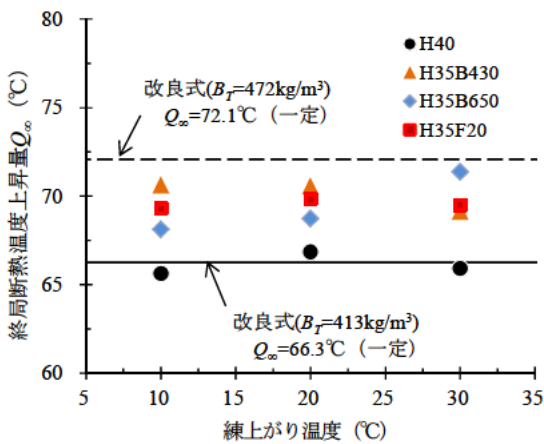 80
75
70
65
60
終局断熱温度上昇量Q∞ (℃)
改良式(BT=472kg/m³)
Q∞=72.1℃（一定）
H40
H35B430
H35B650
H35F20
改良式(BT=413kg/m³)
Q∞=66.3℃（一定）
5 10 15 20 25 30 35
練上がり温度（℃）